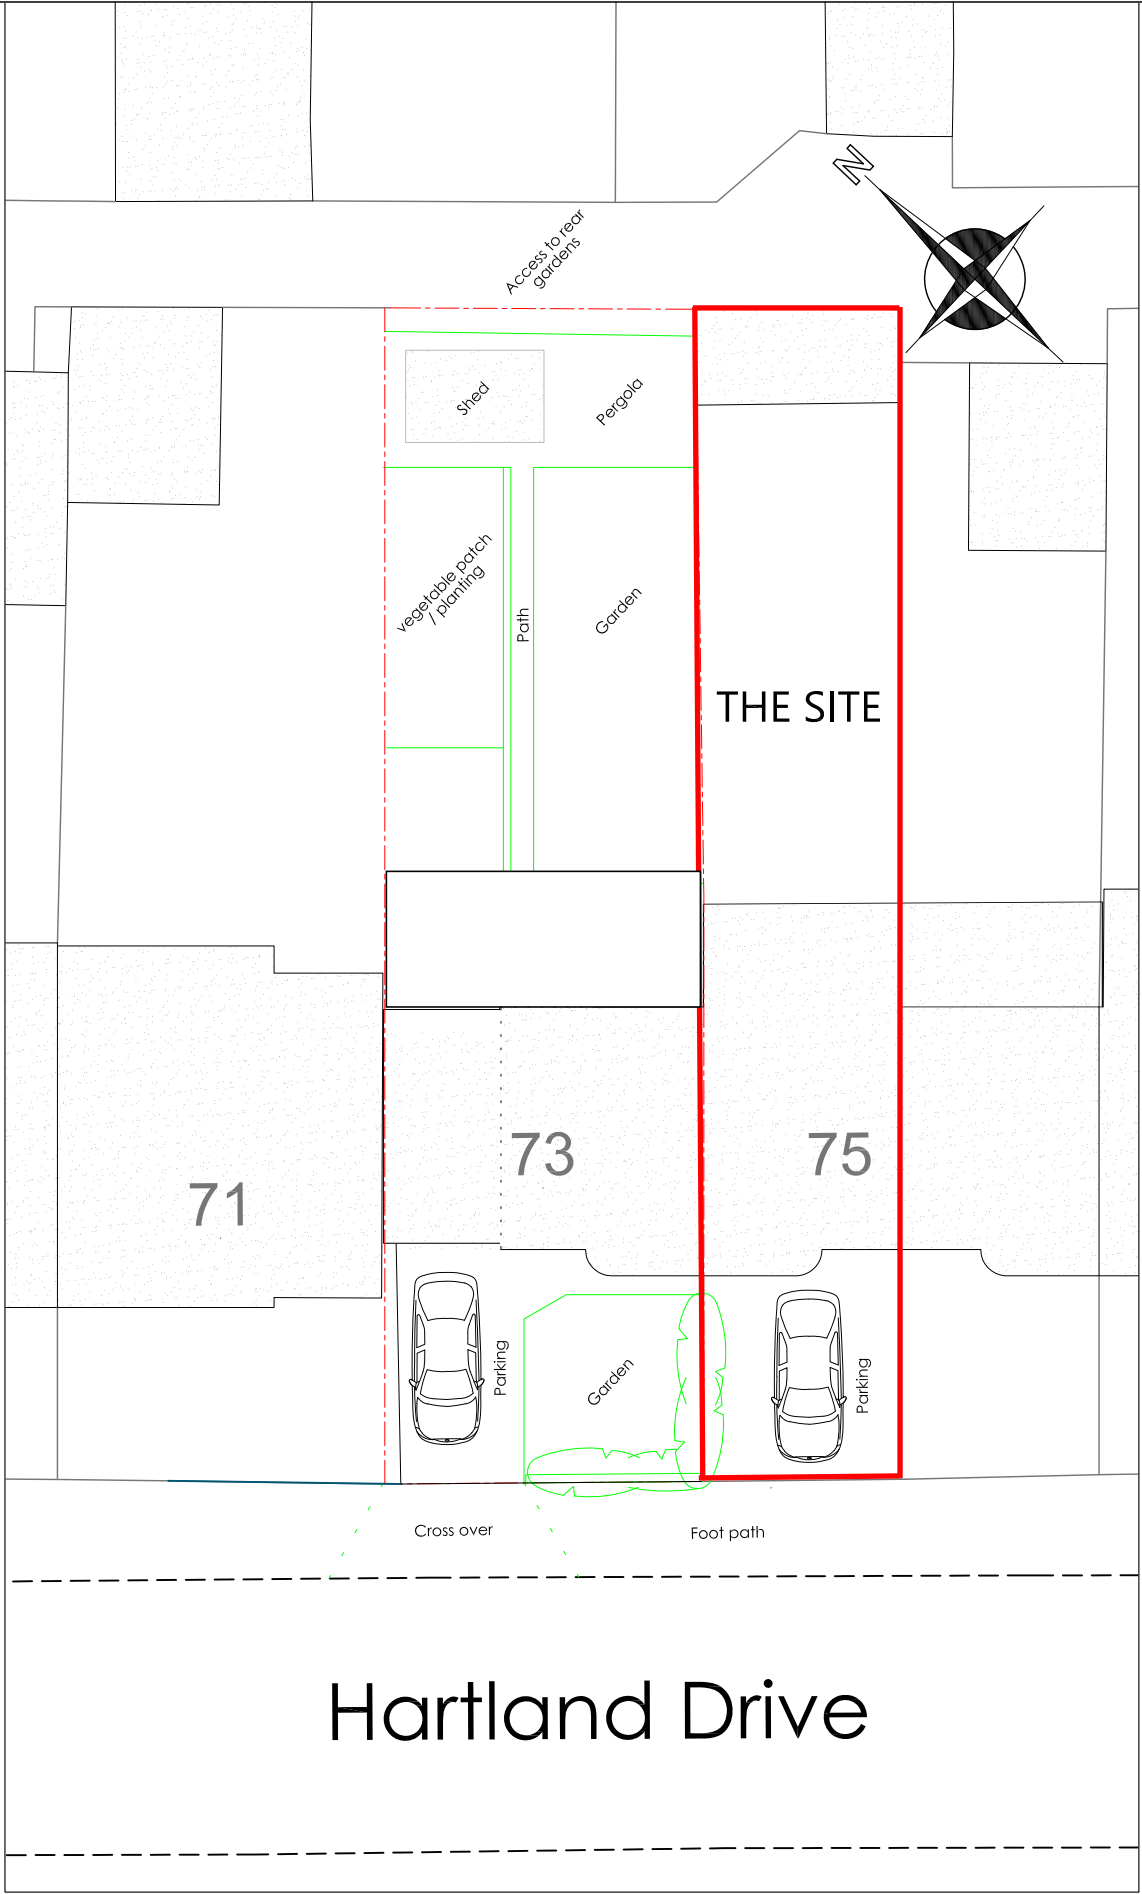 N
Access to rear
gardens
Shed
Pergola
vegetable patch
/ planting
Path
Garden
THE SITE
73
75
71
Parking
Garden
Parking
Cross over
Foot path
Hartland Drive